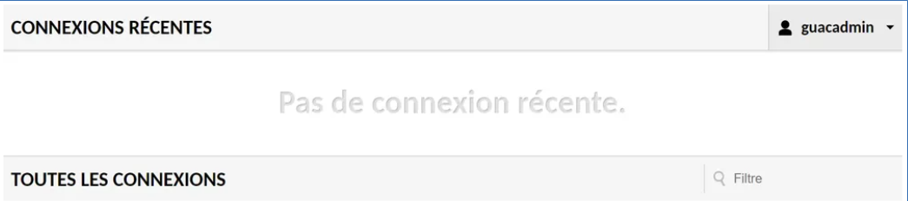 CONNEXIONS RÉCENTES
guacadmin
Pas de connexion récente.
TOUTES LES CONNEXIONS
Filtre